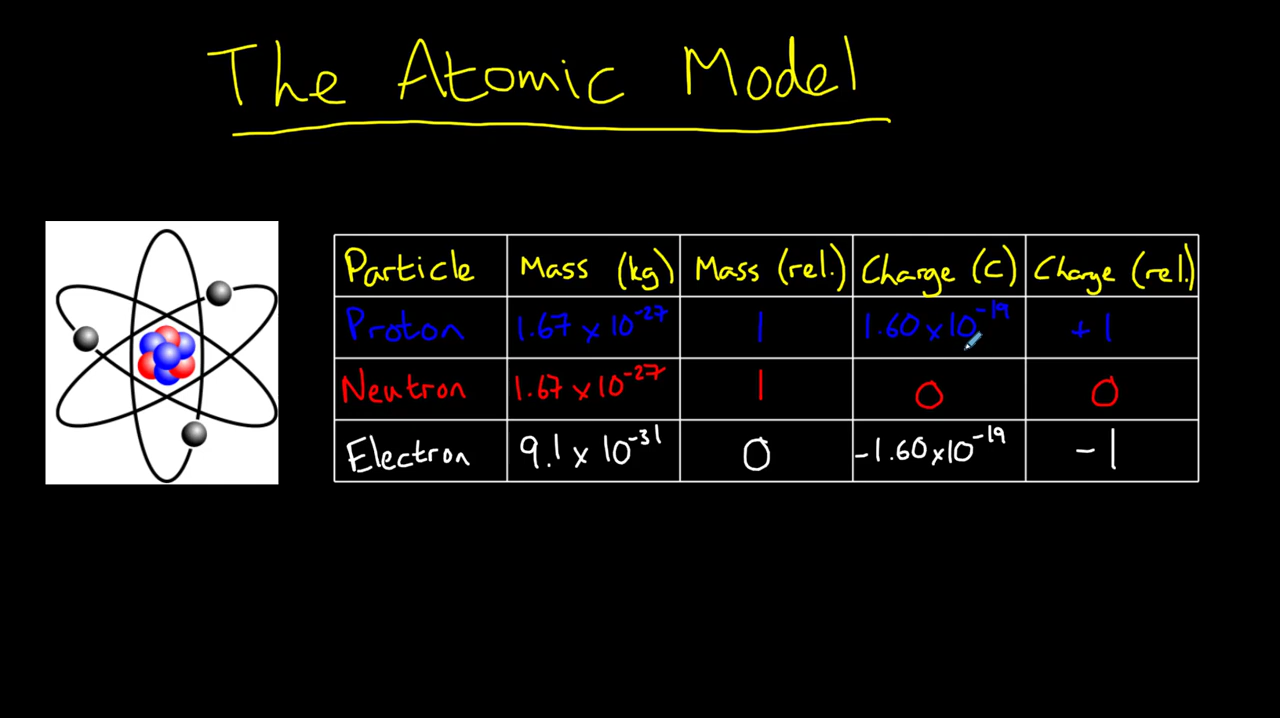 The Atomic Model
Particle Mass (kg) Mass (rel.) Charge (C) Charge (rel.)
Proton 1.67 x 10⁻²⁷ 1 1.60 x 10⁻¹⁹ +1
Neutron 1.67 x 10⁻²⁷ 1 0 0
Electron 9.1 x 10⁻³¹ 0 -1.60x10⁻¹⁹ -1